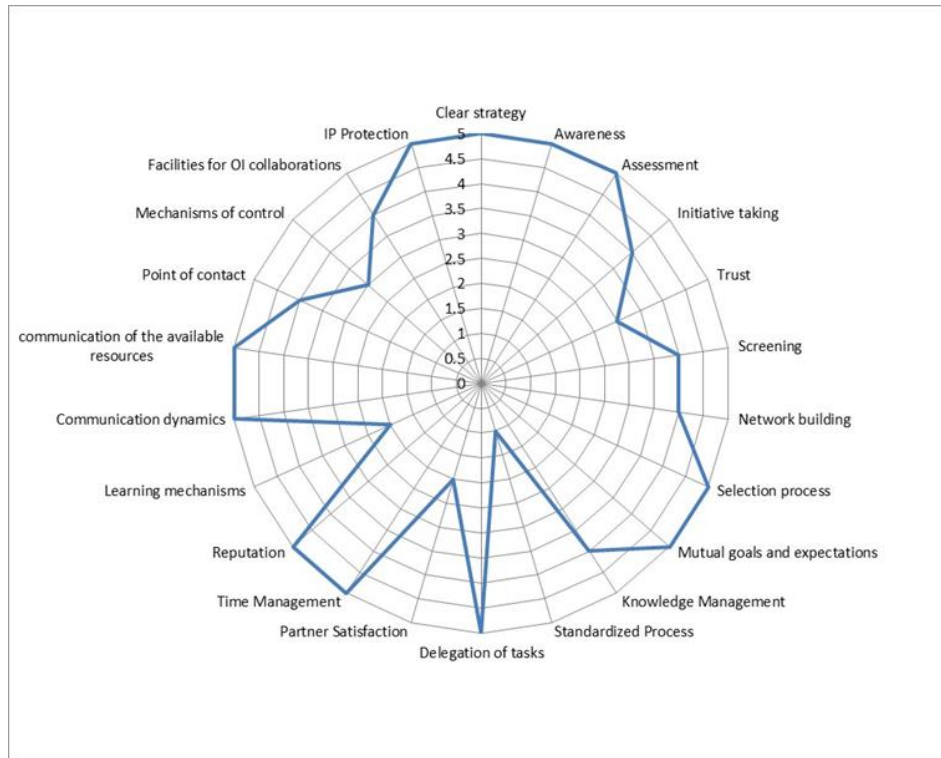 Clear strategy
Awareness
Assessment
Initiative taking
Trust
Screening
Network building
Selection process
Mutual goals and expectations
Knowledge Management
Standardized Process
Delegation of tasks
Partner Satisfaction
Time Management
Reputation
Learning mechanisms
Communication dynamics
communication of the available
resources
Point of contact
Mechanisms of control
Facilities for OI collaborations
IP Protection
5
4.5
4
3.5
3
2.5
2
1.5
1
0.5
0